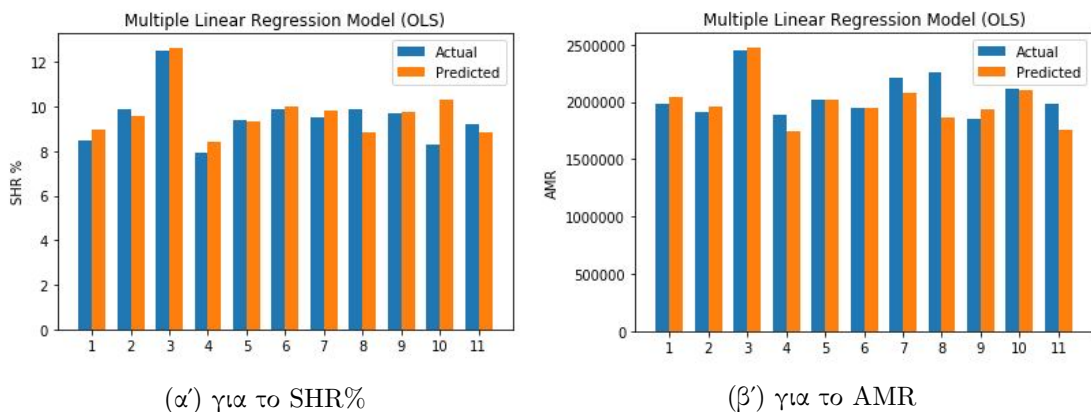 Multiple Linear Regression Model (OLS)
Actual
Predicted
SHR %
12
10
8
6
4
2
0
1 2 3 4 5 6 7 8 9 10 11
(α΄) για το SHR%
Multiple Linear Regression Model (OLS)
Actual
Predicted
AMR
2500000
2000000
1500000
1000000
500000
0
1 2 3 4 5 6 7 8 9 10 11
(β΄) για το AMR